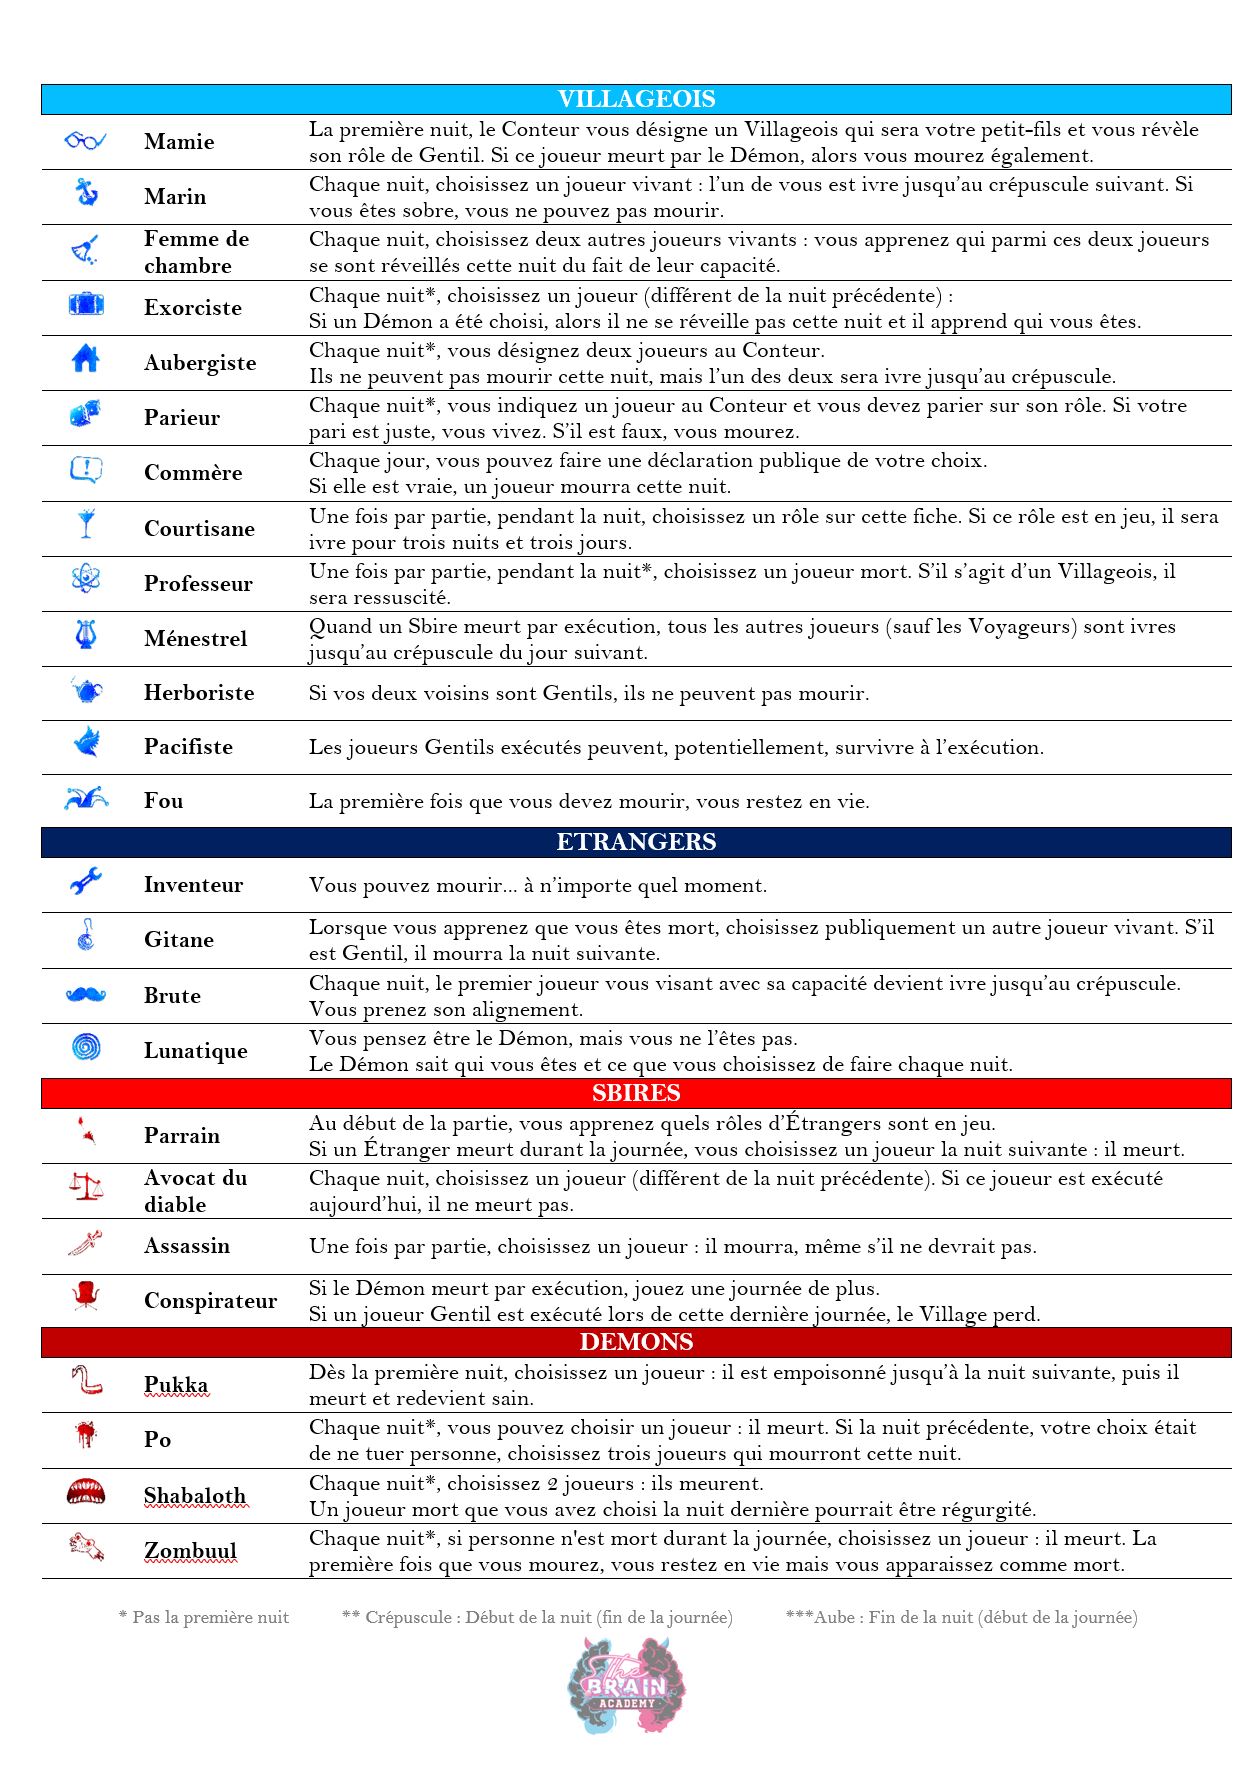 VILLAGEOIS
Mamie
La première nuit, le Conteur vous désigne un Villageois qui sera votre petit-fils et vous révèle
son rôle de Gentil. Si ce joueur meurt par le Démon, alors vous mourez également.
Marin
Chaque nuit, choisissez un joueur vivant : l’un de vous est ivre jusqu’au crépuscule suivant. Si
vous êtes sobre, vous ne pouvez pas mourir.
Femme de
chambre
Chaque nuit, choisissez deux autres joueurs vivants : vous apprenez qui parmi ces deux joueurs
se sont réveillés cette nuit du fait de leur capacité.
Exorciste
Chaque nuit*, choisissez un joueur (différent de la nuit précédente) :
Si un Démon a été choisi, alors il ne se réveille pas cette nuit et il apprend qui vous êtes.
Aubergiste
Chaque nuit*, vous désignez deux joueurs au Conteur.
Ils ne peuvent pas mourir cette nuit, mais l’un des deux sera ivre jusqu’au crépuscule.
Parieur
Chaque nuit*, vous indiquez un joueur au Conteur et vous devez parier sur son rôle. Si votre
pari est juste, vous vivez. S’il est faux, vous mourez.
Commère
Chaque jour, vous pouvez faire une déclaration publique de votre choix.
Si elle est vraie, un joueur mourra cette nuit.
Courtisane
Une fois par partie, pendant la nuit, choisissez un rôle sur cette fiche. Si ce rôle est en jeu, il sera
ivre pour trois nuits et trois jours.
Professeur
Une fois par partie, pendant la nuit*, choisissez un joueur mort. S’il s’agit d’un Villageois, il
sera ressuscité.
Ménestrel
Quand un Sbire meurt par exécution, tous les autres joueurs (sauf les Voyageurs) sont ivres
jusqu’au crépuscule du jour suivant.
Herboriste
Si vos deux voisins sont Gentils, ils ne peuvent pas mourir.
Pacifiste
Les joueurs Gentils exécutés peuvent, potentiellement, survivre à l’exécution.
Fou
La première fois que vous devez mourir, vous restez en vie.
ETRANGERS
Inventeur
Vous pouvez mourir… à n’importe quel moment.
Gitane
Lorsque vous apprenez que vous êtes mort, choisissez publiquement un autre joueur vivant. S’il
est Gentil, il mourra la nuit suivante.
Brute
Chaque nuit, le premier joueur vous visant avec sa capacité devient ivre jusqu’au crépuscule.
Vous prenez son alignement.
Lunatique
Vous pensez être le Démon, mais vous ne l’êtes pas.
Le Démon sait qui vous êtes et ce que vous choisissez de faire chaque nuit.
SBIRES
Parrain
Au début de la partie, vous apprenez quels rôles d’Étrangers sont en jeu.
Si un Étranger meurt durant la journée, vous choisissez un joueur la nuit suivante : il meurt.
Avocat du
diable
Chaque nuit, choisissez un joueur (différent de la nuit précédente). Si ce joueur est exécuté
aujourd’hui, il ne meurt pas.
Assassin
Une fois par partie, choisissez un joueur : il mourra, même s’il ne devrait pas.
Conspirateur
Si le Démon meurt par exécution, jouez une journée de plus.
Si un joueur Gentil est exécuté lors de cette dernière journée, le Village perd.
DEMONS
Pukka
Dès la première nuit, choisissez un joueur : il est empoisonné jusqu’à la nuit suivante, puis il
meurt et redevient sain.
Po
Chaque nuit*, vous pouvez choisir un joueur : il meurt. Si la nuit précédente, votre choix était
de ne tuer personne, choisissez trois joueurs qui mourront cette nuit.
Shabaloth
Chaque nuit*, choisissez 2 joueurs : ils meurent.
Un joueur mort que vous avez choisi la nuit dernière pourrait être régurgité.
Zombuul
Chaque nuit*, si personne n'est mort durant la journée, choisissez un joueur : il meurt. La
première fois que vous mourez, vous restez en vie mais vous apparaissez comme mort.
* Pas la première nuit ** Crépuscule : Début de la nuit (fin de la journée) ***Aube : Fin de la nuit (début de la journée)
The
BRAIN
ACADEMY